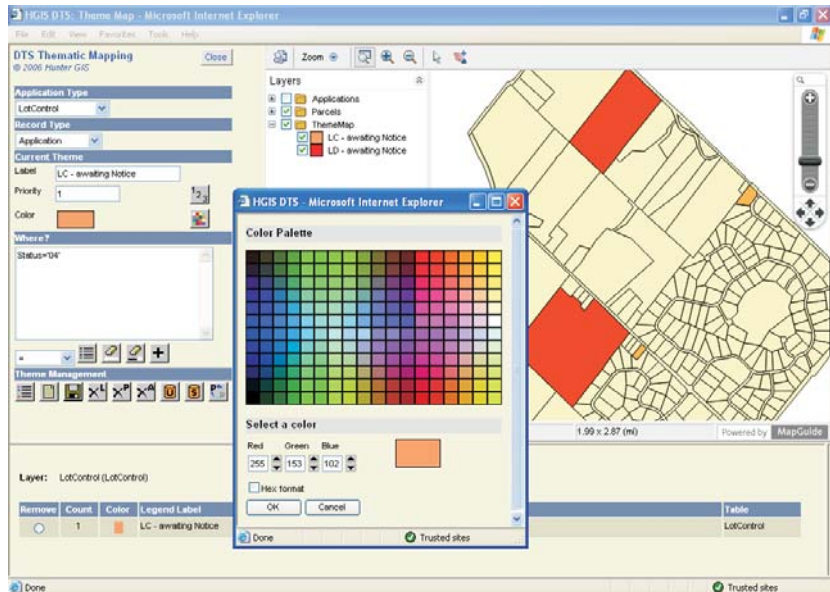 HGIS DTS: Theme Map - Microsoft Internet Explorer
File Edit View Favorites Tools Help
DTS Thematic Mapping
Close
© 2006 Hunter GIS
Application Type
LotControl
Record Type
Application
Current Theme
Label LC - awaiting Notice
Priority 1
Color
Where?
Status='04'
=
Theme Management
Zoom
Layers
Applications
Parcels
ThemeMap
LC - awaiting Notice
LD - awaiting Notice
HGIS DTS - Microsoft Internet Explorer
Color Palette
Select a color
Red Green Blue
255 153 102
Hex format
OK Cancel
Done Trusted sites
1.99 x 2.87 (mi) Powered by MapGuide
Layer: LotControl (LotControl)
Remove Count Color Legend Label Table
1 LC - awaiting Notice LotControl
Done Trusted sites